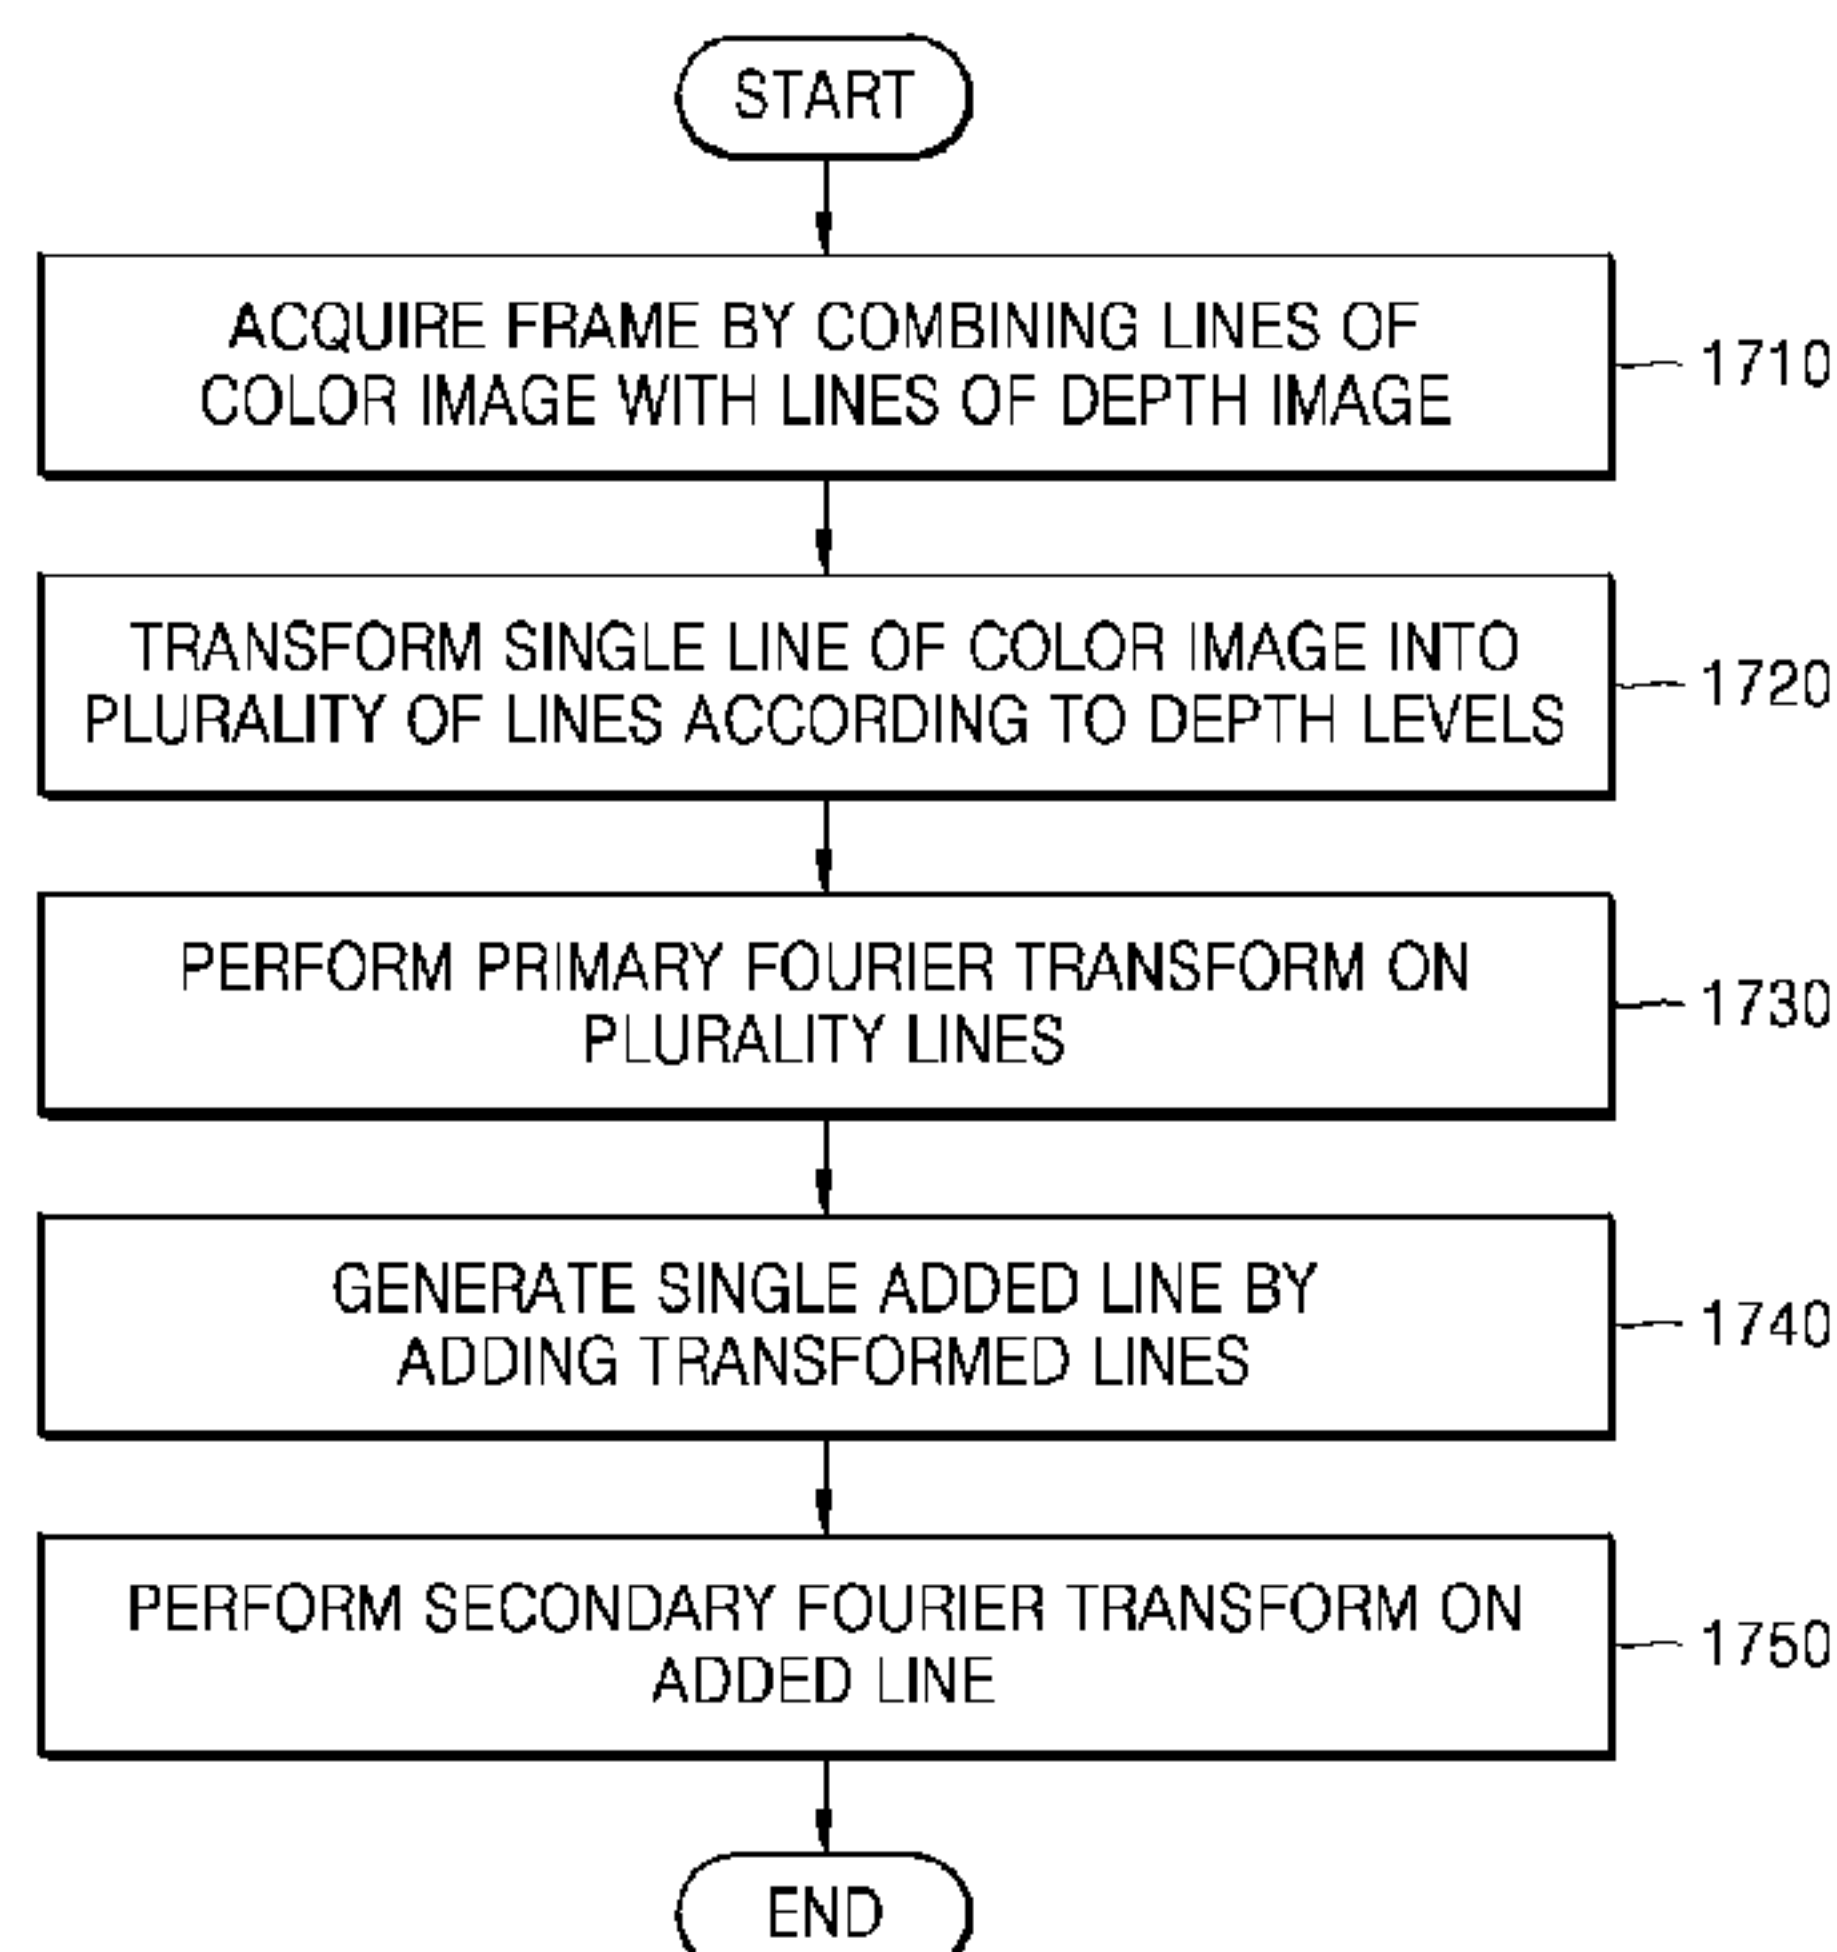 START
ACQUIRE FRAME BY COMBINING LINES OF
COLOR IMAGE WITH LINES OF DEPTH IMAGE
1710
TRANSFORM SINGLE LINE OF COLOR IMAGE INTO
PLURALITY OF LINES ACCORDING TO DEPTH LEVELS
1720
PERFORM PRIMARY FOURIER TRANSFORM ON
PLURALITY LINES
1730
GENERATE SINGLE ADDED LINE BY
ADDING TRANSFORMED LINES
1740
PERFORM SECONDARY FOURIER TRANSFORM ON
ADDED LINE
1750
END